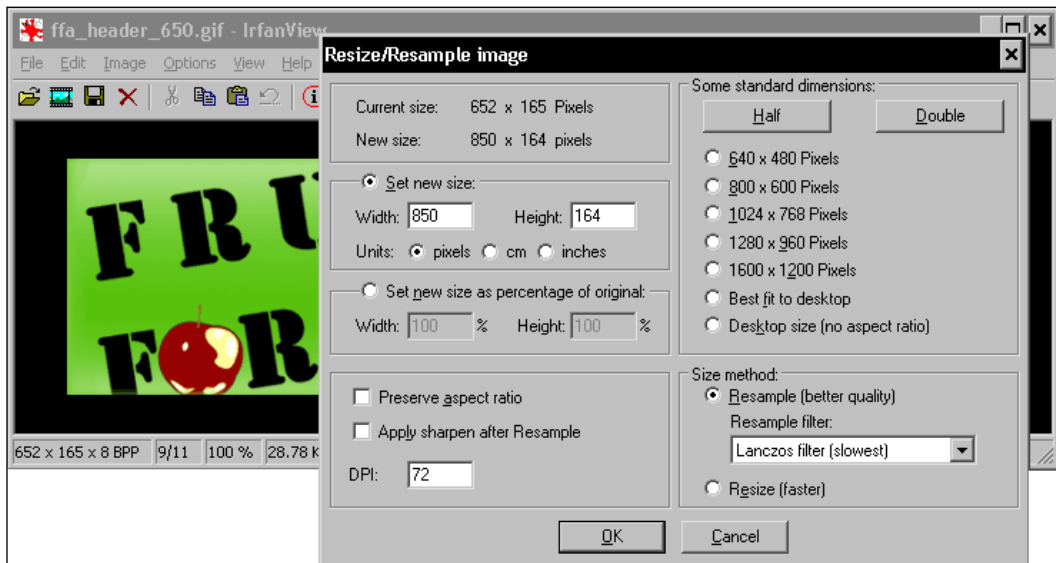 ffa_header_650.gif - IrfanView
File Edit Image Options View Help
FRU
FOR
652 x 165 x 8 BPP 9/11 100 % 28.78 K
Resize/Resample image
Current size: 652 x 165 Pixels
New size: 850 x 164 pixels
Set new size:
Width: 850 Height: 164
Units: pixels cm inches
Set new size as percentage of original:
Width: 100 % Height: 100 %
Preserve aspect ratio
Apply sharpen after Resample
DPI: 72
Some standard dimensions:
Half Double
640 x 480 Pixels
800 x 600 Pixels
1024 x 768 Pixels
1280 x 960 Pixels
1600 x 1200 Pixels
Best fit to desktop
Desktop size (no aspect ratio)
Size method:
Resample (better quality)
Resample filter:
Lanczos filter (slowest)
Resize (faster)
OK Cancel